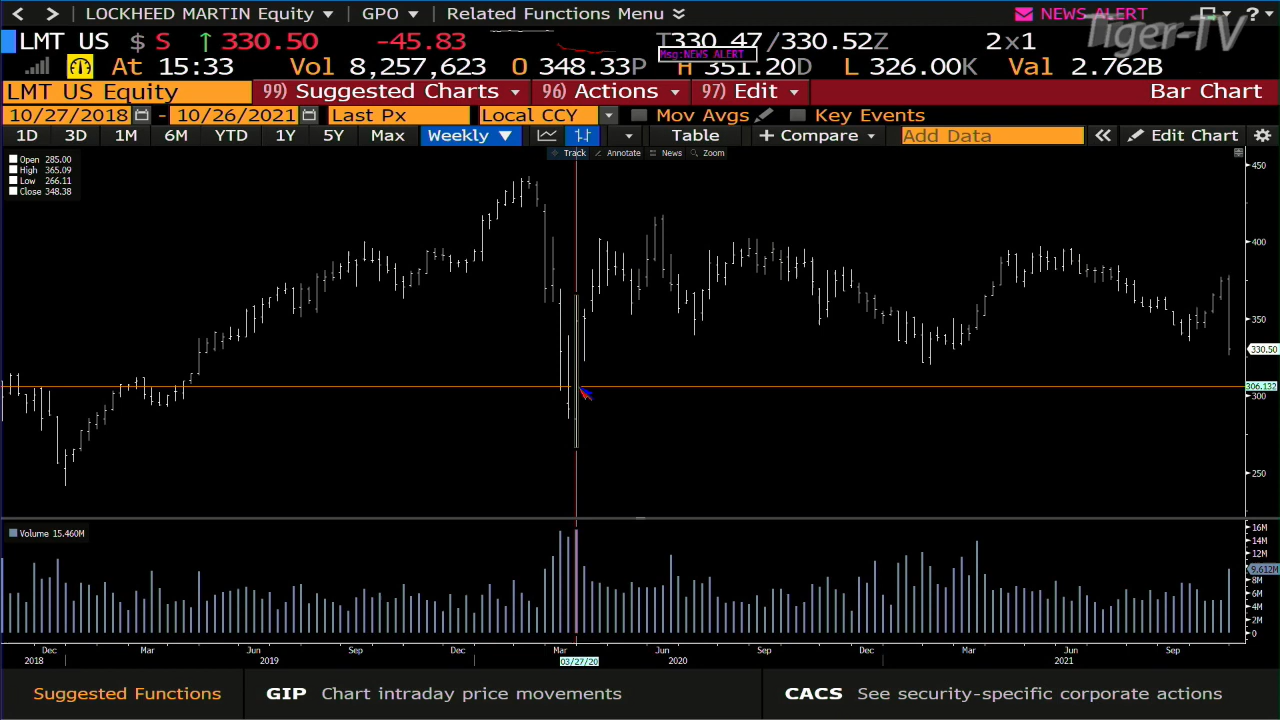 < > LOCKHEED MARTIN Equity GPO Related Functions Menu NEWS ALERT ?
LMT US $ S ↑ 330.50 -45.83 T330.47/330.52Z 2x1 Tiger-TV
Msg:NEWS ALERT
At 15:33 Vol 8,257,623 O 348.33P H 351.20D L 326.00K Val 2.762B
LMT US Equity 99) Suggested Charts 96) Actions 97) Edit Bar Chart
10/27/2018 - 10/26/2021 Last Px Local CCY Mov Avgs Key Events
1D 3D 1M 6M YTD 1Y 5Y Max Weekly ▼ Table + Compare Add Data « Edit Chart
Track Annotate News Zoom
Open 285.00
High 365.09
Low 266.11
Close 348.38
450
400
350
330.50
306.132
300
250
Volume 15.460M
16M
14M
12M
9.612M
8M
6M
4M
2M
0
Dec Mar Jun Sep Dec Mar Jun Sep Dec Mar Jun Sep
2018 2019 03/27/20 2020 2021
Suggested Functions GIP Chart intraday price movements CACS See security-specific corporate actions